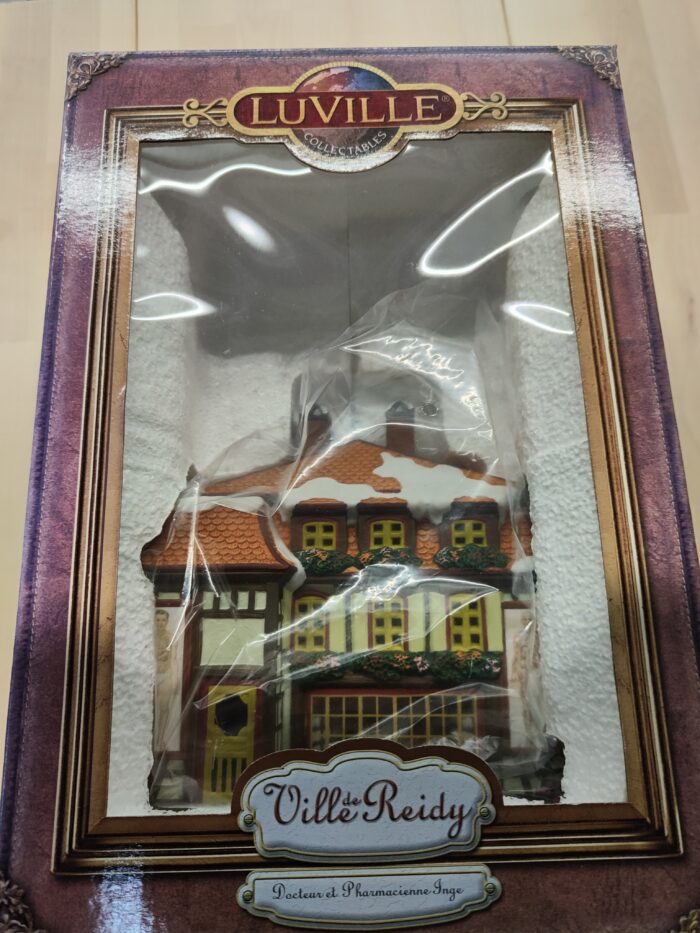 LUVILLE®
COLLECTABLES
Ville de Reidy
Docteur et Pharmacienne Inge